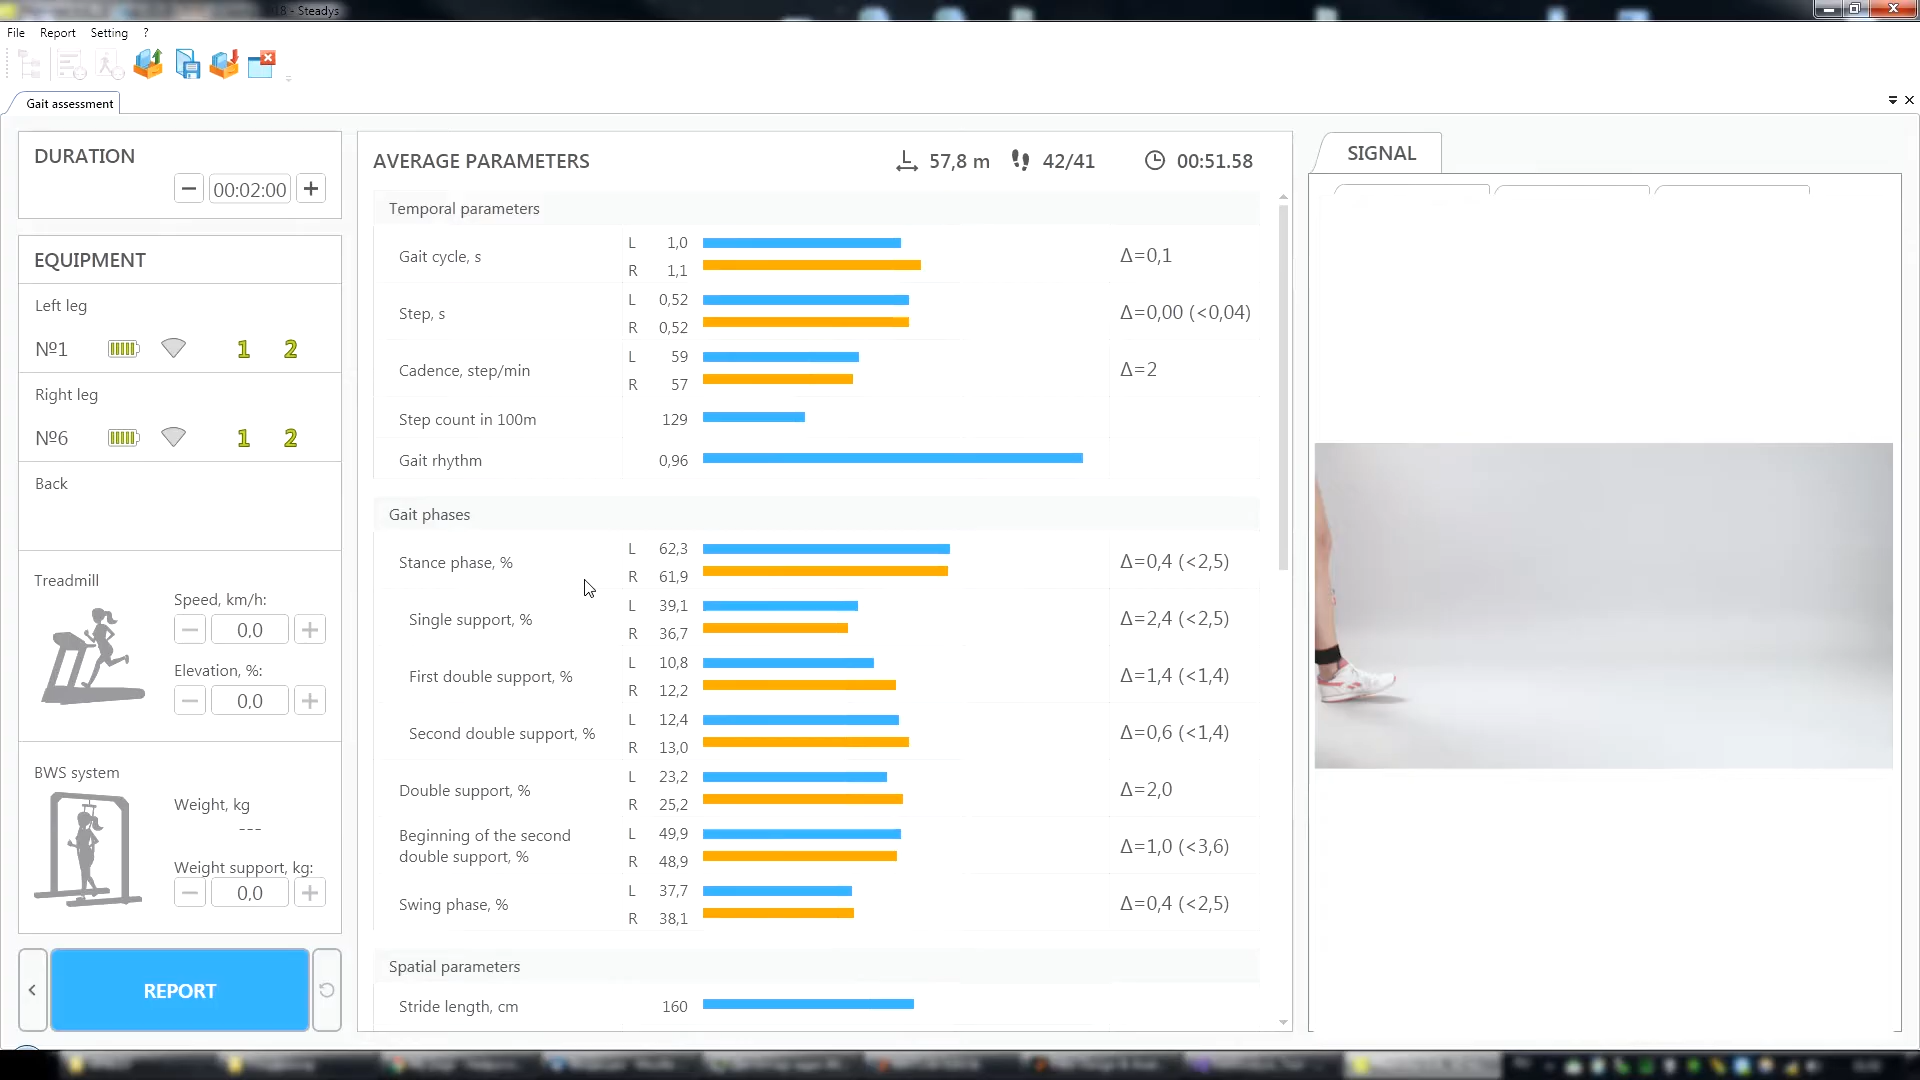 - Steadys
File Report Setting ?
Gait assessment
DURATION
00:02:00
EQUIPMENT
Left leg
№1 1 2
Right leg
№6 1 2
Back
Treadmill
Speed, km/h:
0,0
Elevation, %:
0,0
BWS system
Weight, kg
---
Weight support, kg:
0,0
REPORT
AVERAGE PARAMETERS 57,8 m 42/41 00:51.58
Temporal parameters
Gait cycle, s L 1,0 Δ=0,1
R 1,1
Step, s L 0,52 Δ=0,00 (<0,04)
R 0,52
Cadence, step/min L 59 Δ=2
R 57
Step count in 100m 129
Gait rhythm 0,96
Gait phases
Stance phase, % L 62,3 Δ=0,4 (<2,5)
R 61,9
Single support, % L 39,1 Δ=2,4 (<2,5)
R 36,7
First double support, % L 10,8 Δ=1,4 (<1,4)
R 12,2
Second double support, % L 12,4 Δ=0,6 (<1,4)
R 13,0
Double support, % L 23,2 Δ=2,0
R 25,2
Beginning of the second L 49,9 Δ=1,0 (<3,6)
double support, % R 48,9
Swing phase, % L 37,7 Δ=0,4 (<2,5)
R 38,1
Spatial parameters
Stride length, cm 160
SIGNAL